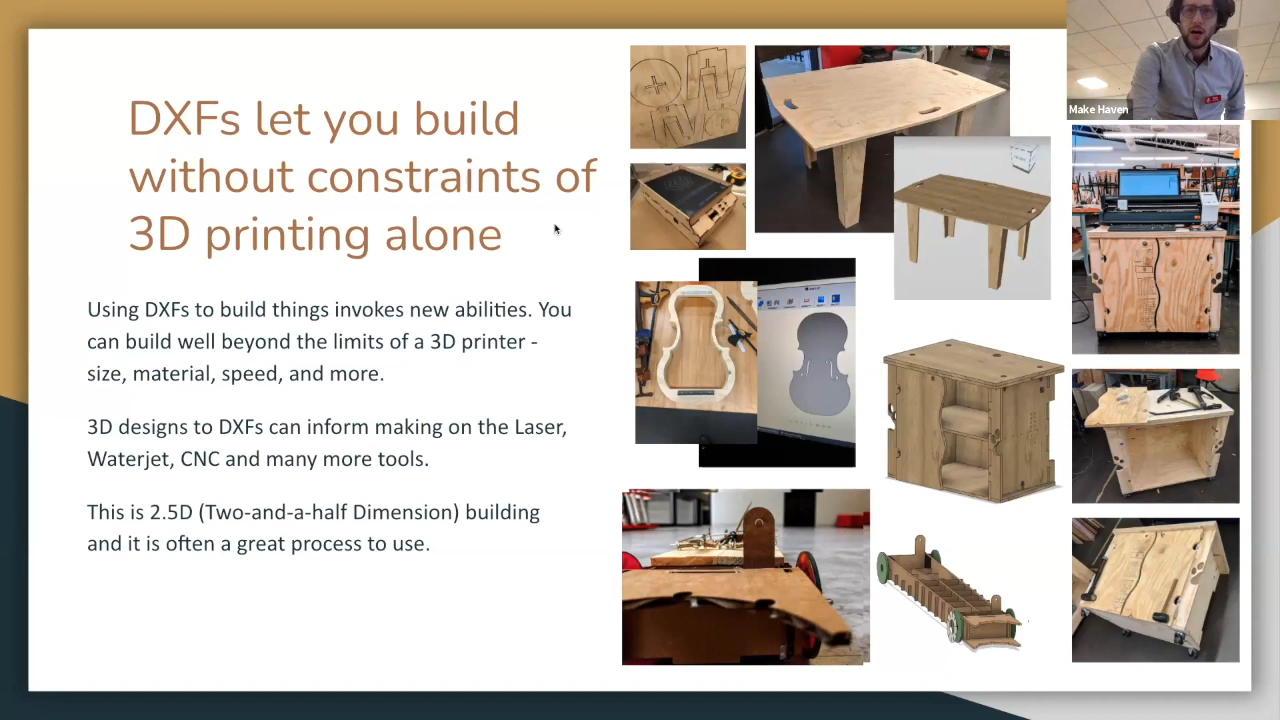 DXFs let you build
without constraints of
3D printing alone
Using DXFs to build things invokes new abilities. You
can build well beyond the limits of a 3D printer -
size, material, speed, and more.
3D designs to DXFs can inform making on the Laser,
Waterjet, CNC and many more tools.
This is 2.5D (Two-and-a-half Dimension) building
and it is often a great process to use.
Make Haven